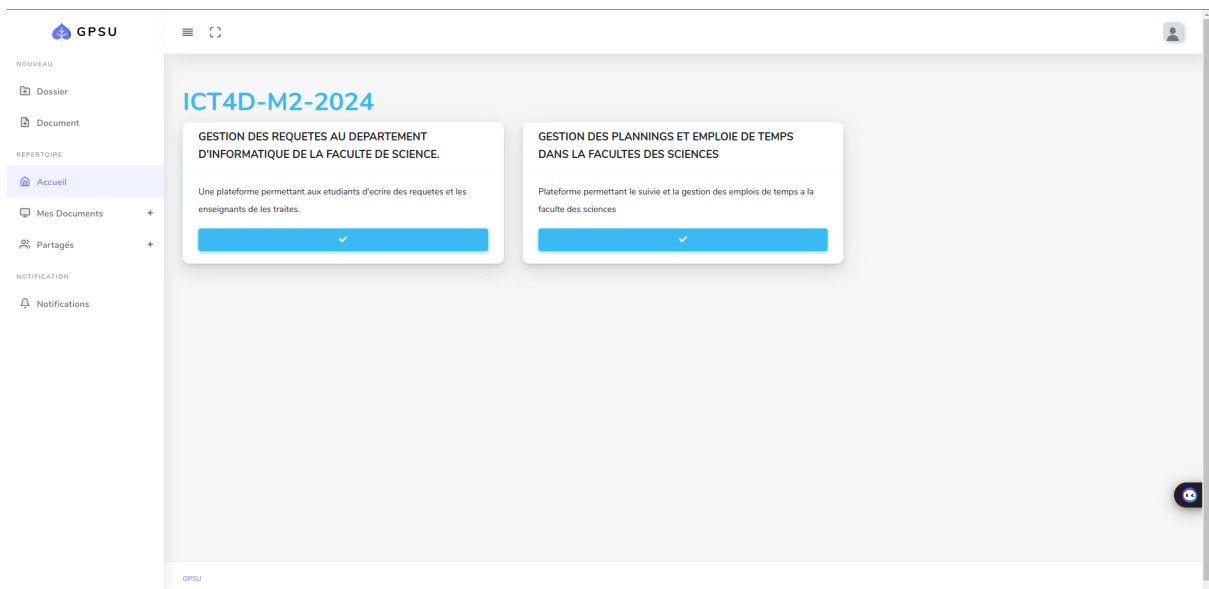 GPSU
NOUVEAU
Dossier
Document
REPERTOIRE
Accueil
Mes Documents +
Partagés +
NOTIFICATION
Notifications
ICT4D-M2-2024
GESTION DES REQUETES AU DEPARTEMENT
D'INFORMATIQUE DE LA FACULTE DE SCIENCE.
Une plateforme permettant aux etudiants d'ecrire des requetes et les
enseignants de les traites.
GESTION DES PLANNINGS ET EMPLOIE DE TEMPS
DANS LA FACULTES DES SCIENCES
Plateforme permettant le suivie et la gestion des emplois de temps a la
faculte des sciences
GPSU